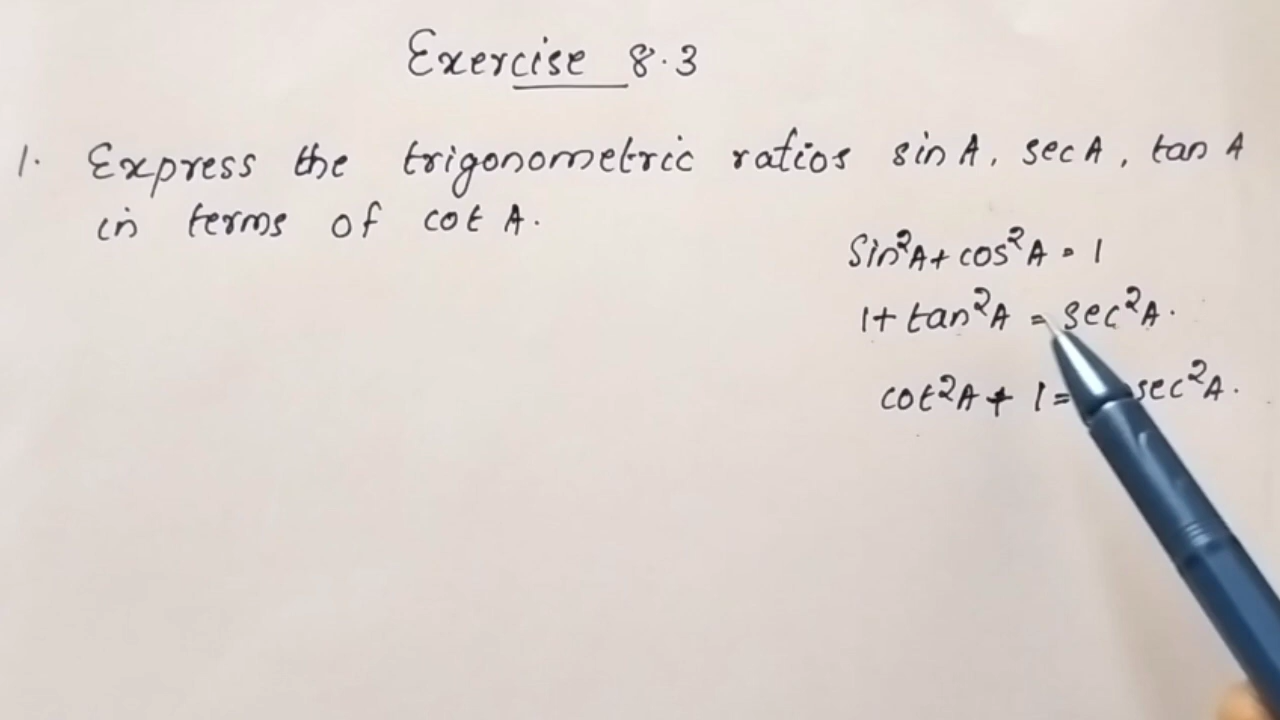 Exercise 8.3
1. Express the trigonometric ratios sin A, sec A, tan A
in terms of cot A.
Sin²A + cos²A = 1
1 + tan²A = sec²A.
cot²A + 1 = sec²A.